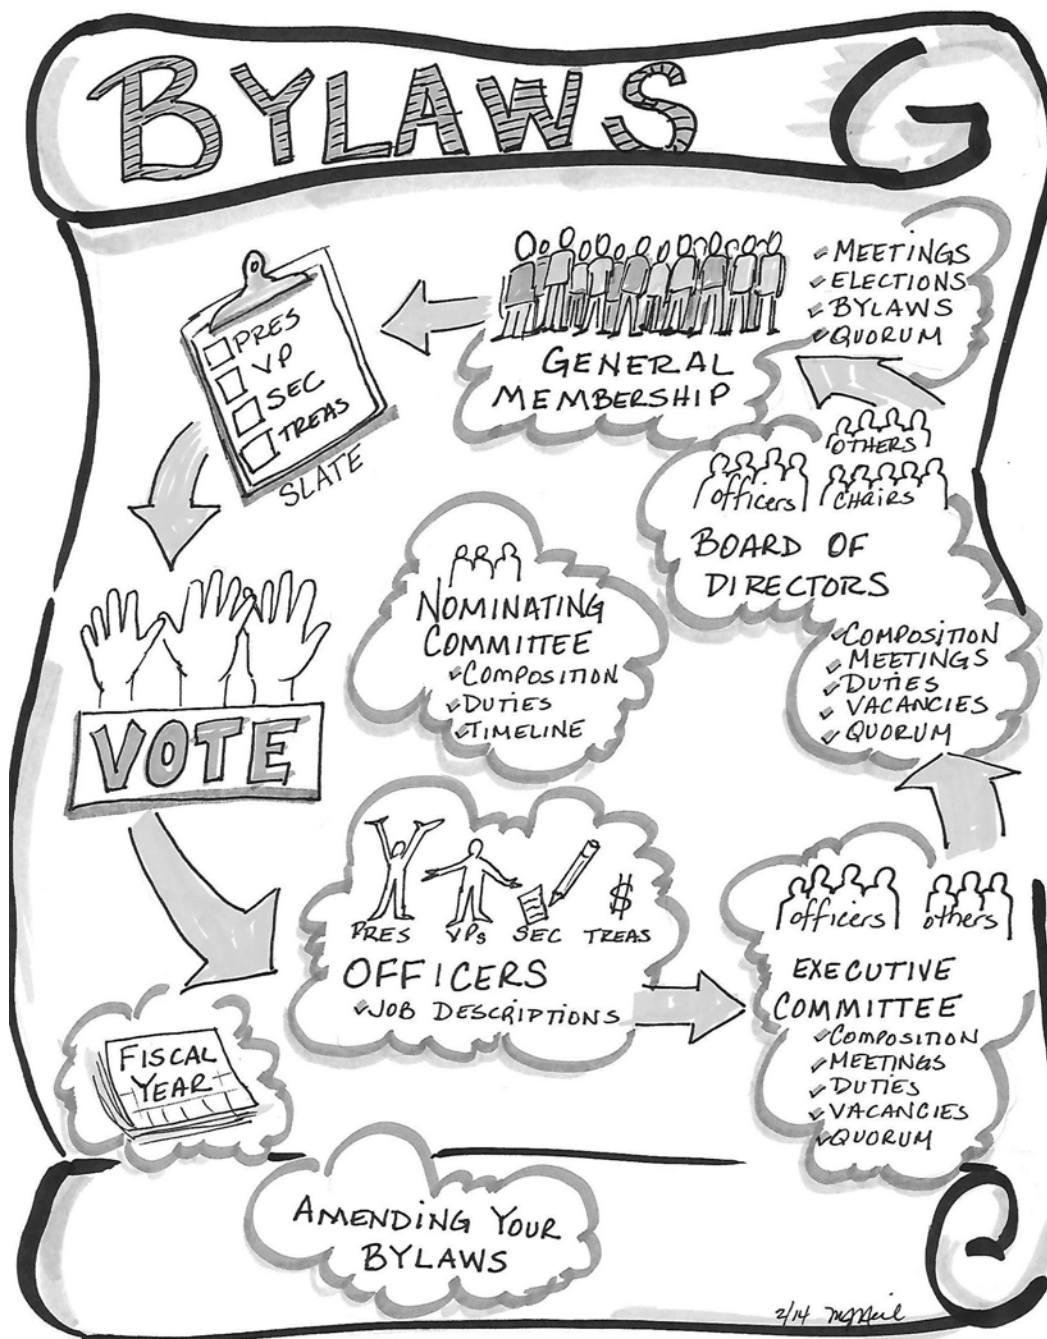 BYLAWS
MEETINGS
ELECTIONS
BYLAWS
QUORUM
GENERAL
MEMBERSHIP
PRES
VP
SEC
TREAS
SLATE
OTHERS
Officers
CHAIRS
BOARD OF
DIRECTORS
COMPOSITION
MEETINGS
DUTIES
VACANCIES
QUORUM
NOMINATING
COMMITTEE
COMPOSITION
DUTIES
TIMELINE
VOTE
$
PRES VPs SEC TREAS
OFFICERS
JOB DESCRIPTIONS
officers others
EXECUTIVE
COMMITTEE
COMPOSITION
MEETINGS
DUTIES
VACANCIES
QUORUM
FISCAL
YEAR
AMENDING YOUR
BYLAWS
2/14